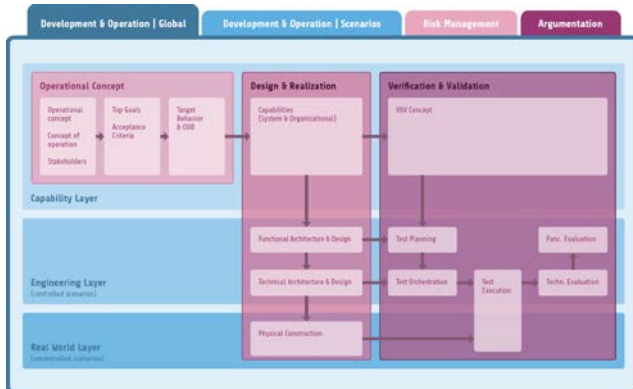 Development & Operation | Global
Development & Operation | Scenarios
Risk Management
Argumentation
Operational Concept
Operational
concept
Concept of
operation
Stakeholders
Top Goals
Acceptance
Criteria
Target
Behavior
& ODD
Design & Realization
Capabilities
(System & Organizational)
Verification & Validation
V&V Concept
Capability Layer
Functional Architecture & Design
Test Planning
Func. Evaluation
Engineering Layer
(controlled scenarios)
Technical Architecture & Design
Test Orchestration
Test
Execution
Techn. Evaluation
Physical Construction
Real World Layer
(uncontrolled scenarios)